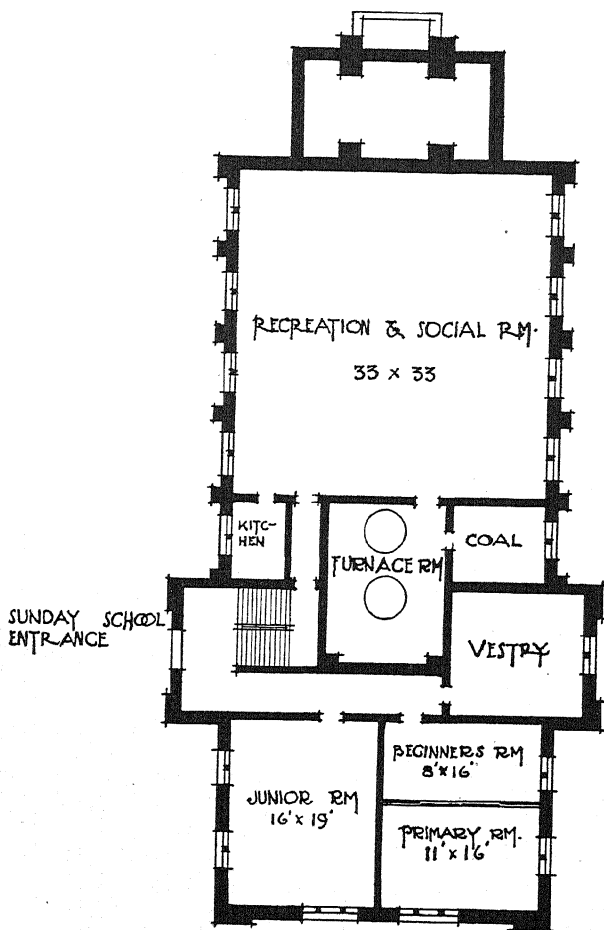 RECREATION & SOCIAL RM.
33 x 33
KITC-
HEN
COAL
FURNACE RM
SUNDAY SCHOOL
ENTRANCE
VESTRY
BEGINNERS RM
8' x 16'
JUNIOR RM
16' x 19'
PRIMARY RM.
11' x 16'